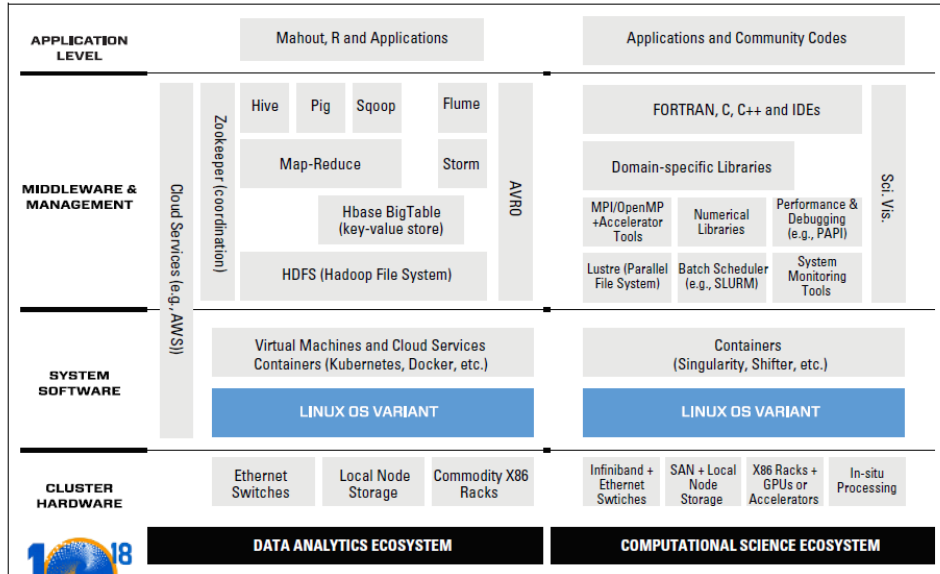 APPLICATION
LEVEL
Mahout, R and Applications
Applications and Community Codes
MIDDLEWARE &
MANAGEMENT
Cloud Services (e.g., AWS))
Zookeeper (coordination)
Hive
Pig
Sqoop
Flume
Map-Reduce
Storm
Hbase BigTable
(key-value store)
HDFS (Hadoop File System)
AVRO
FORTRAN, C, C++ and IDEs
Domain-specific Libraries
MPI/OpenMP
+Accelerator
Tools
Numerical
Libraries
Performance &
Debugging
(e.g., PAPI)
Lustre (Parallel
File System)
Batch Scheduler
(e.g., SLURM)
System
Monitoring
Tools
Sci. Vis.
SYSTEM
SOFTWARE
Virtual Machines and Cloud Services
Containers (Kubernetes, Docker, etc.)
LINUX OS VARIANT
Containers
(Singularity, Shifter, etc.)
LINUX OS VARIANT
CLUSTER
HARDWARE
Ethernet
Switches
Local Node
Storage
Commodity X86
Racks
Infiniband +
Ethernet
Swtiches
SAN + Local
Node
Storage
X86 Racks +
GPUs or
Accelerators
In-situ
Processing
18
DATA ANALYTICS ECOSYSTEM
COMPUTATIONAL SCIENCE ECOSYSTEM